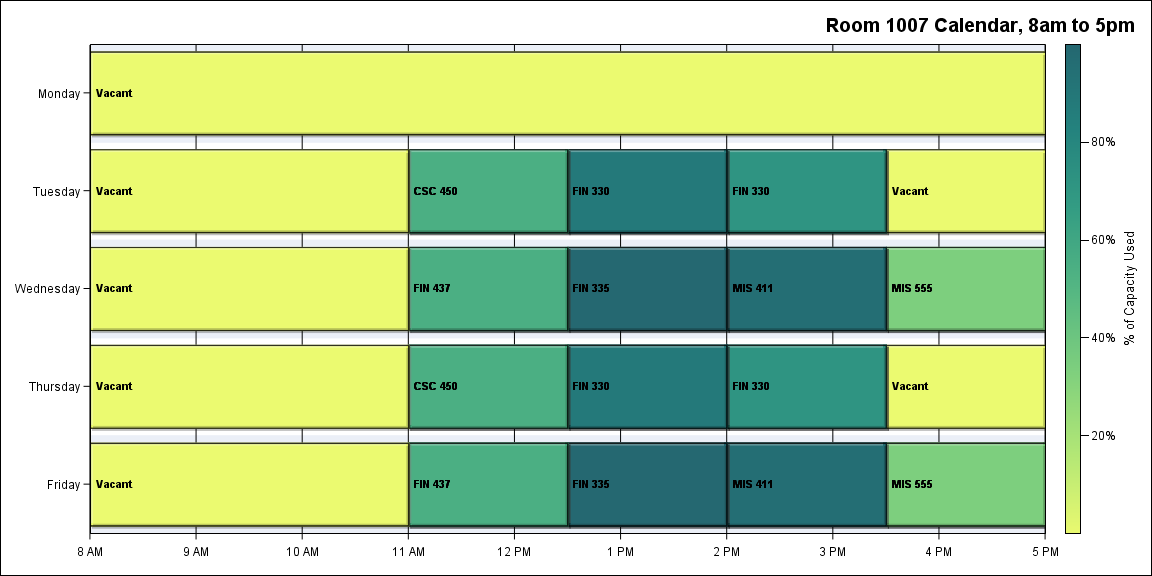 Room 1007 Calendar, 8am to 5pm
Monday
Vacant
80%
Tuesday
Vacant
CSC 450
FIN 330
FIN 330
Vacant
60%
% of Capacity Used
Wednesday
Vacant
FIN 437
FIN 335
MIS 411
MIS 555
40%
Thursday
Vacant
CSC 450
FIN 330
FIN 330
Vacant
20%
Friday
Vacant
FIN 437
FIN 335
MIS 411
MIS 555
8 AM
9 AM
10 AM
11 AM
12 PM
1 PM
2 PM
3 PM
4 PM
5 PM